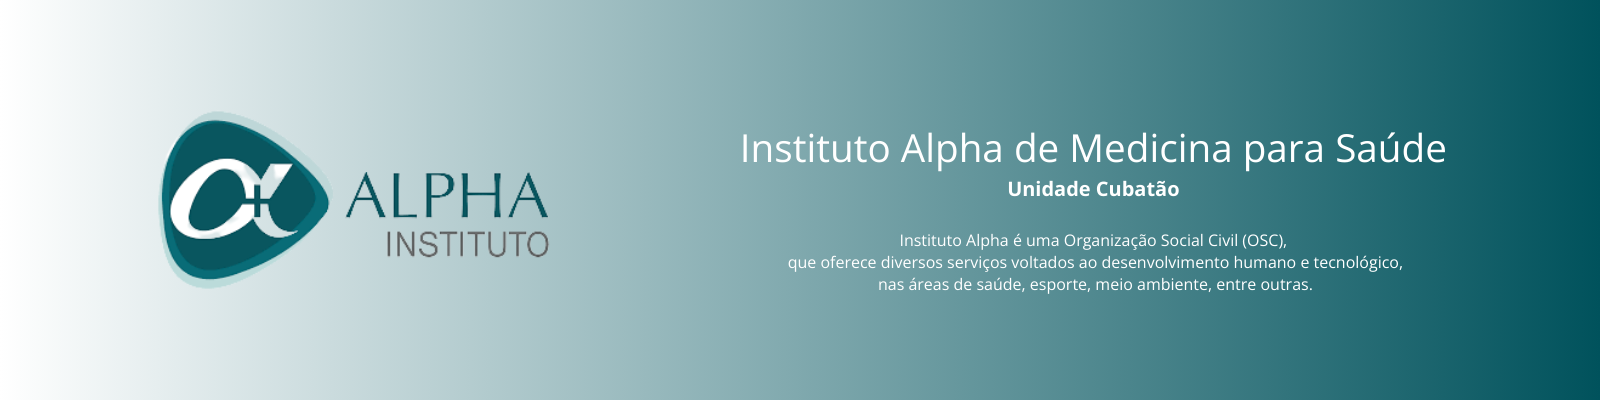 ALPHA
INSTITUTO
Instituto Alpha de Medicina para Saúde
Unidade Cubatão
Instituto Alpha é uma Organização Social Civil (OSC),
que oferece diversos serviços voltados ao desenvolvimento humano e tecnológico,
nas áreas de saúde, esporte, meio ambiente, entre outras.